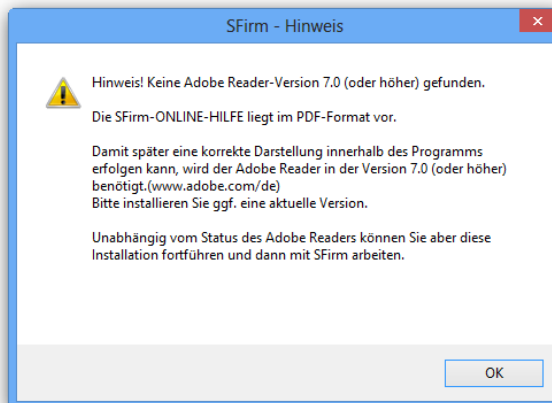 SFirm - Hinweis
Hinweis! Keine Adobe Reader-Version 7.0 (oder höher) gefunden.
Die SFirm-ONLINE-HILFE liegt im PDF-Format vor.
Damit später eine korrekte Darstellung innerhalb des Programms
erfolgen kann, wird der Adobe Reader in der Version 7.0 (oder höher)
benötigt.(www.adobe.com/de)
Bitte installieren Sie ggf. eine aktuelle Version.
Unabhängig vom Status des Adobe Readers können Sie aber diese
Installation fortführen und dann mit SFirm arbeiten.
OK